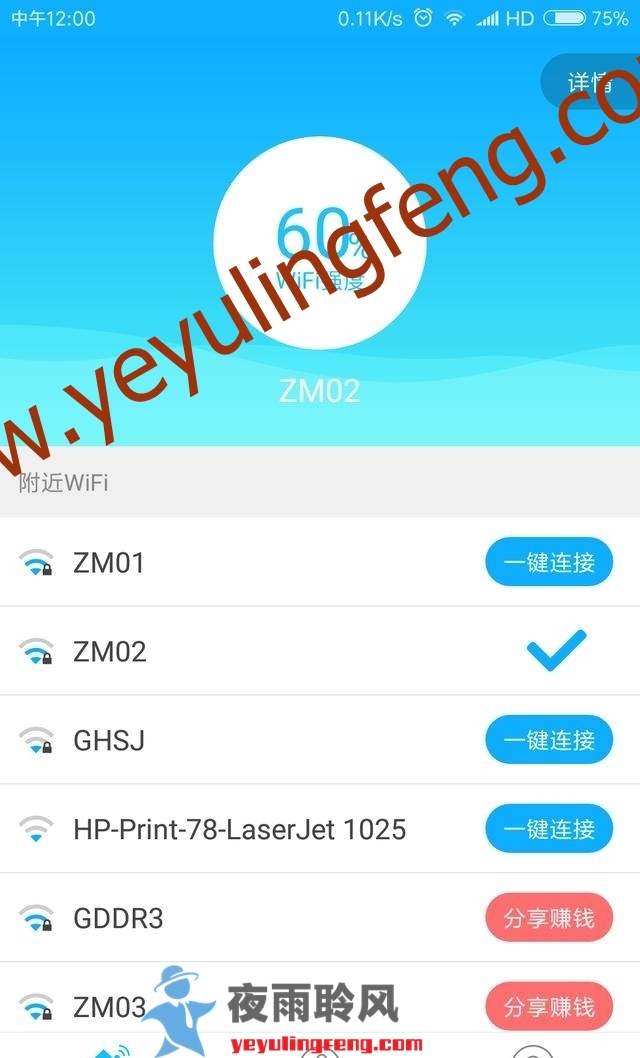 中午12:00 0.11K/s HD 75%
详情
60%
WiFi强度
w.yeyulingfeng.co
ZM02
附近WiFi
ZM01 一键连接
ZM02
GHSJ 一键连接
HP-Print-78-LaserJet 1025 一键连接
GDDR3 分享赚钱
ZM03 分享赚钱
夜雨聆风
yeyulingfeng.com